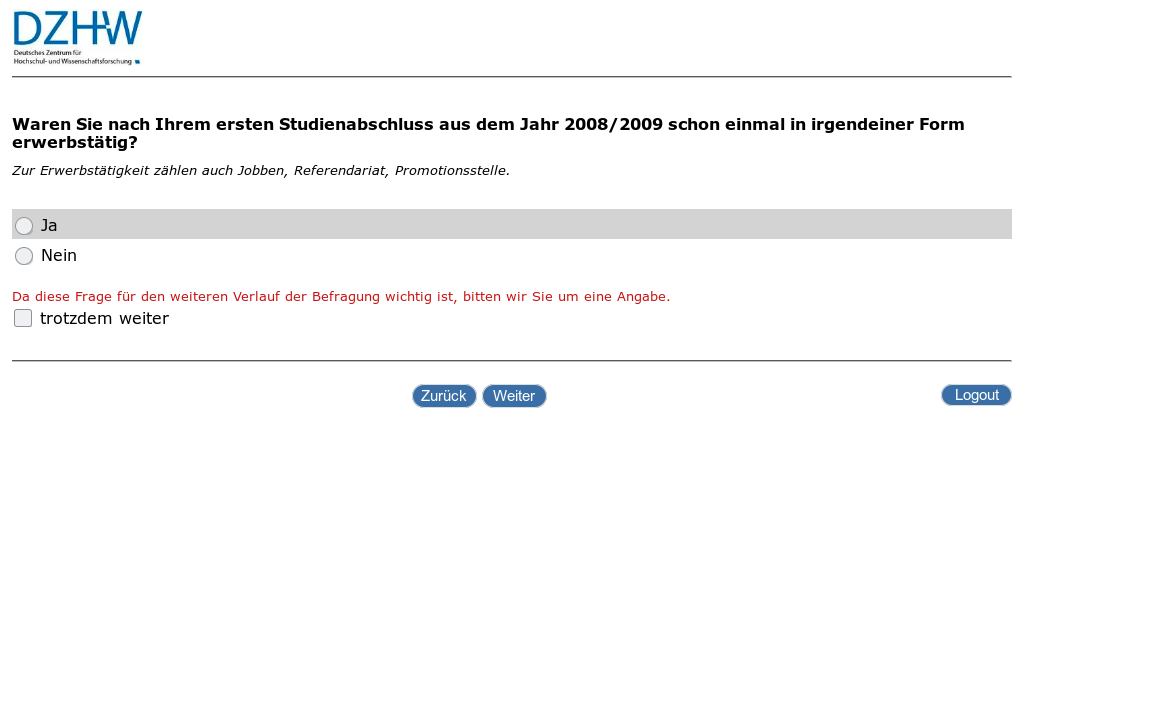 DZHW
Deutsches Zentrum für
Hochschul- und Wissenschaftsforschung
Waren Sie nach Ihrem ersten Studienabschluss aus dem Jahr 2008/2009 schon einmal in irgendeiner Form
erwerbstätig?
Zur Erwerbstätigkeit zählen auch Jobben, Referendariat, Promotionsstelle.
Ja
Nein
Da diese Frage für den weiteren Verlauf der Befragung wichtig ist, bitten wir Sie um eine Angabe.
trotzdem weiter
Zurück Weiter Logout